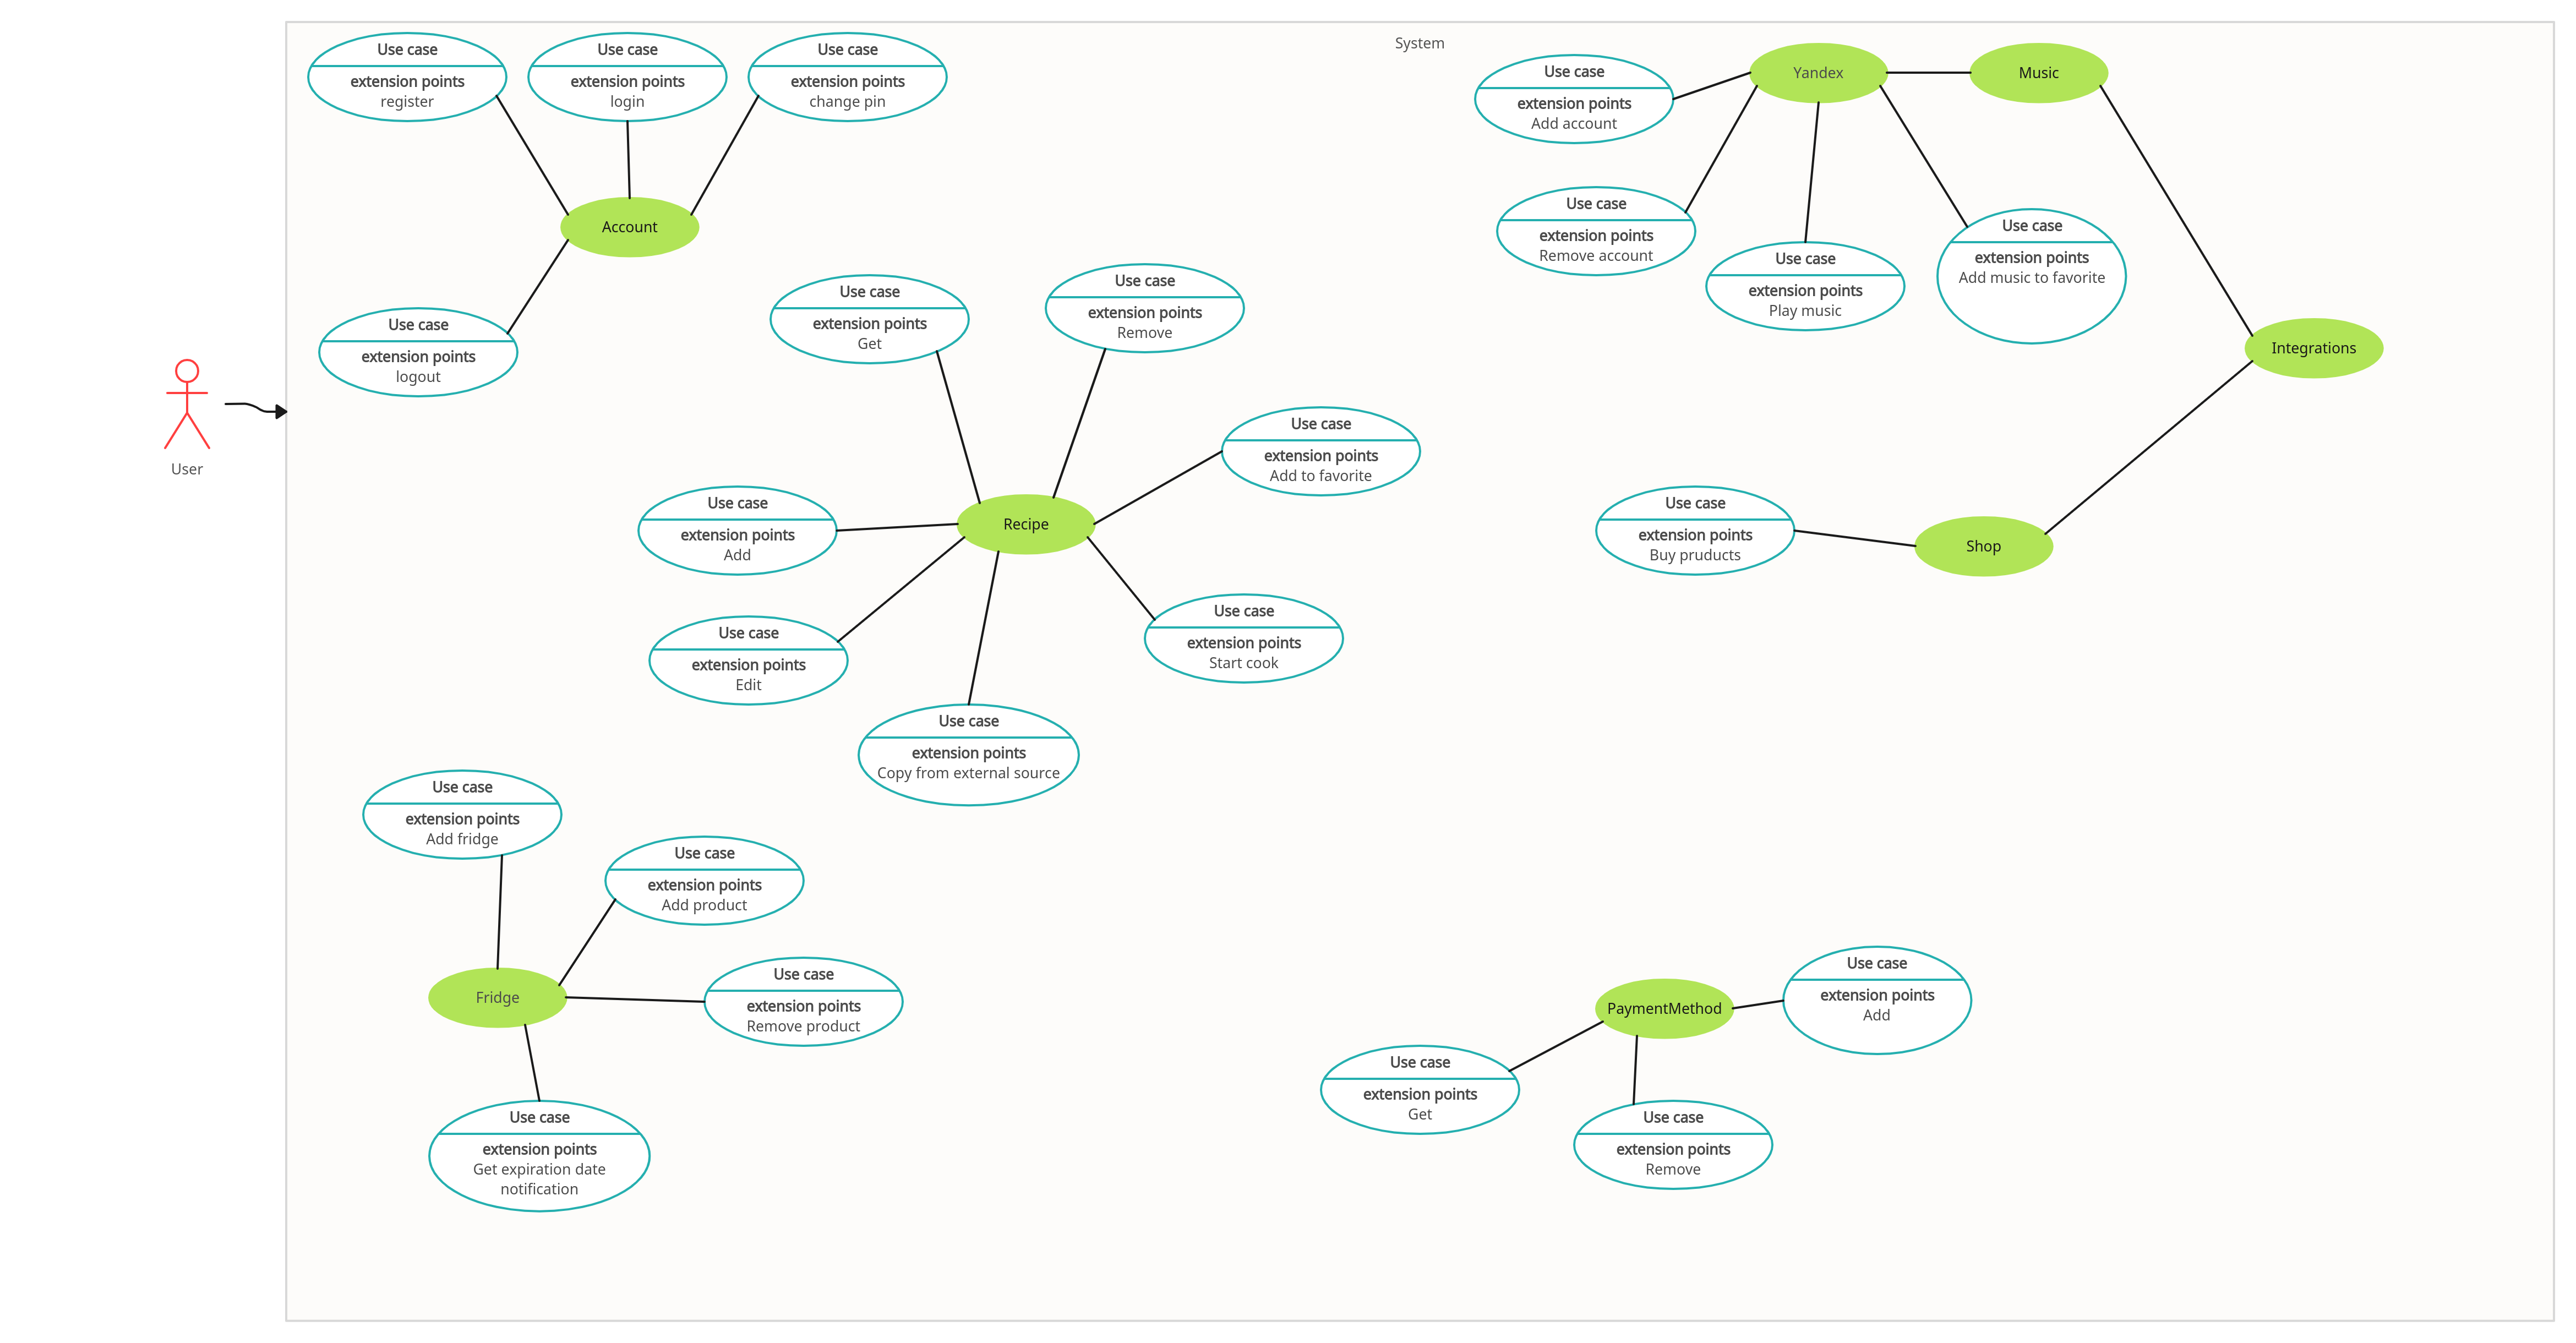 System
Use case
extension points
register
Use case
extension points
login
Use case
extension points
change pin
Account
Use case
extension points
logout
User
Use case
extension points
Get
Use case
extension points
Remove
Use case
extension points
Add to favorite
Use case
extension points
Add
Recipe
Use case
extension points
Edit
Use case
extension points
Start cook
Use case
extension points
Copy from external source
Use case
extension points
Add account
Yandex
Music
Use case
extension points
Remove account
Use case
extension points
Play music
Use case
extension points
Add music to favorite
Integrations
Use case
extension points
Buy pruducts
Shop
Use case
extension points
Add fridge
Use case
extension points
Add product
Fridge
Use case
extension points
Remove product
Use case
extension points
Get expiration date
notification
PaymentMethod
Use case
extension points
Add
Use case
extension points
Get
Use case
extension points
Remove